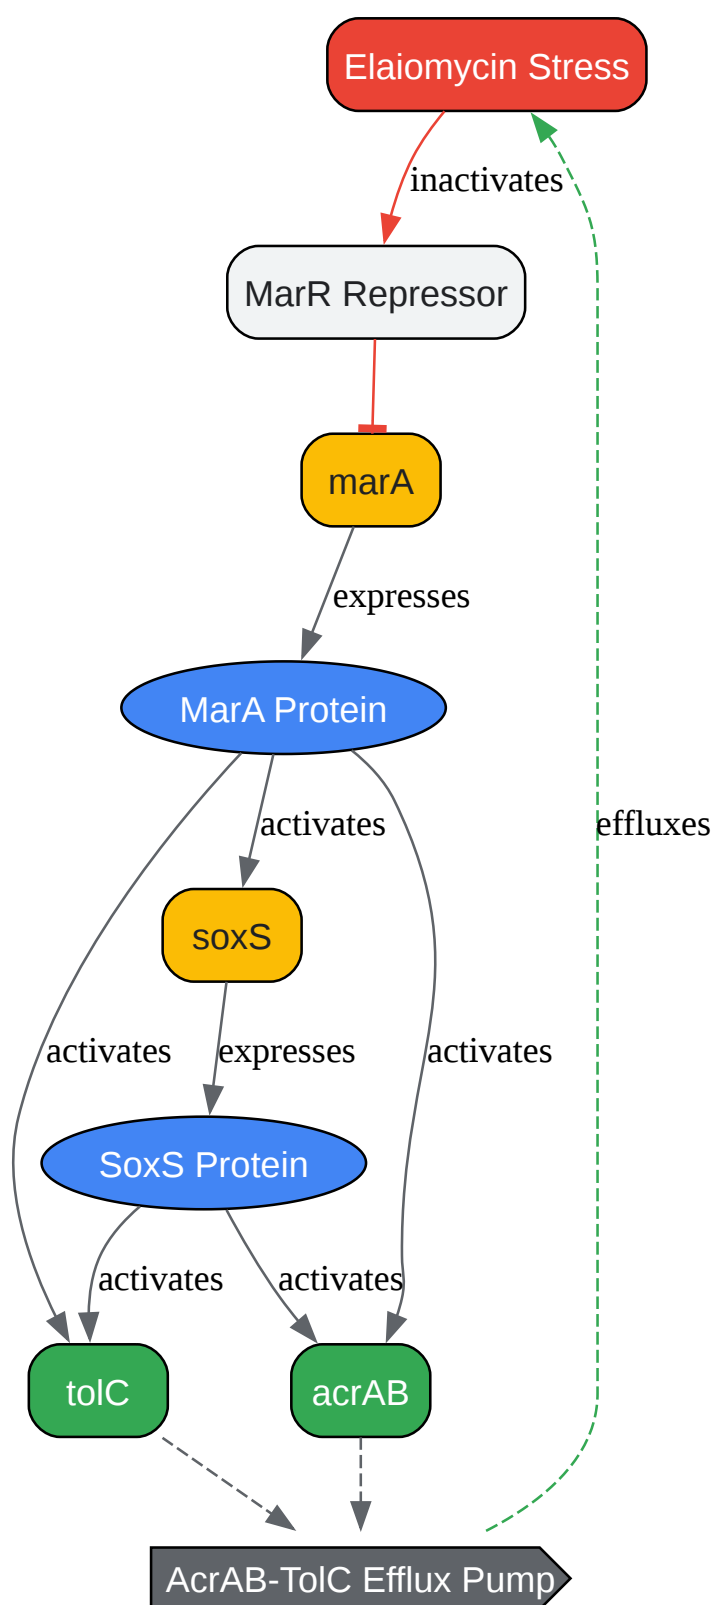 Elaiomycin Stress
inactivates
MarR Repressor
marA
expresses
MarA Protein
activates
effluxes
soxS
activates
expresses
activates
SoxS Protein
activates
activates
tolC
acrAB
AcrAB-TolC Efflux Pump